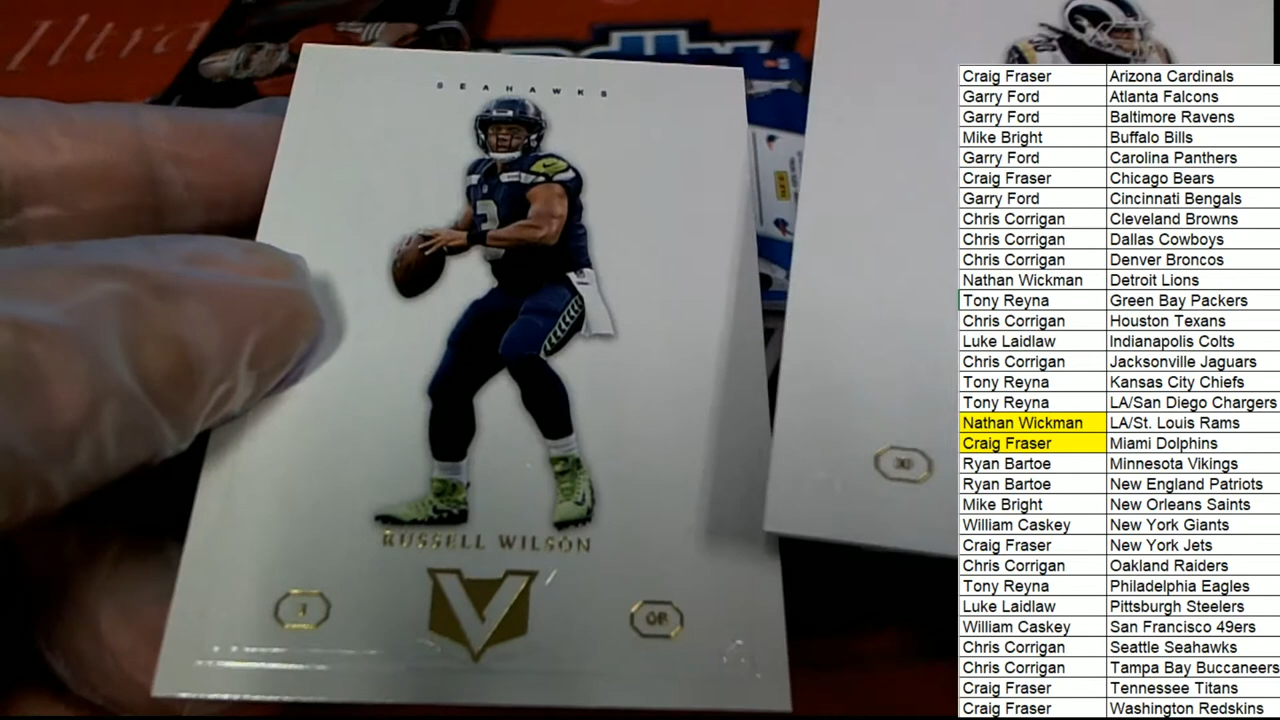 Iltra
SEAHAWKS
3
RUSSELL WILSON
3
V
QB
30
Craig Fraser Arizona Cardinals
Garry Ford Atlanta Falcons
Garry Ford Baltimore Ravens
Mike Bright Buffalo Bills
Garry Ford Carolina Panthers
Craig Fraser Chicago Bears
Garry Ford Cincinnati Bengals
Chris Corrigan Cleveland Browns
Chris Corrigan Dallas Cowboys
Chris Corrigan Denver Broncos
Nathan Wickman Detroit Lions
Tony Reyna Green Bay Packers
Chris Corrigan Houston Texans
Luke Laidlaw Indianapolis Colts
Chris Corrigan Jacksonville Jaguars
Tony Reyna Kansas City Chiefs
Tony Reyna LA/San Diego Chargers
Nathan Wickman LA/St. Louis Rams
Craig Fraser Miami Dolphins
Ryan Bartoe Minnesota Vikings
Ryan Bartoe New England Patriots
Mike Bright New Orleans Saints
William Caskey New York Giants
Craig Fraser New York Jets
Chris Corrigan Oakland Raiders
Tony Reyna Philadelphia Eagles
Luke Laidlaw Pittsburgh Steelers
William Caskey San Francisco 49ers
Chris Corrigan Seattle Seahawks
Chris Corrigan Tampa Bay Buccaneers
Craig Fraser Tennessee Titans
Craig Fraser Washington Redskins